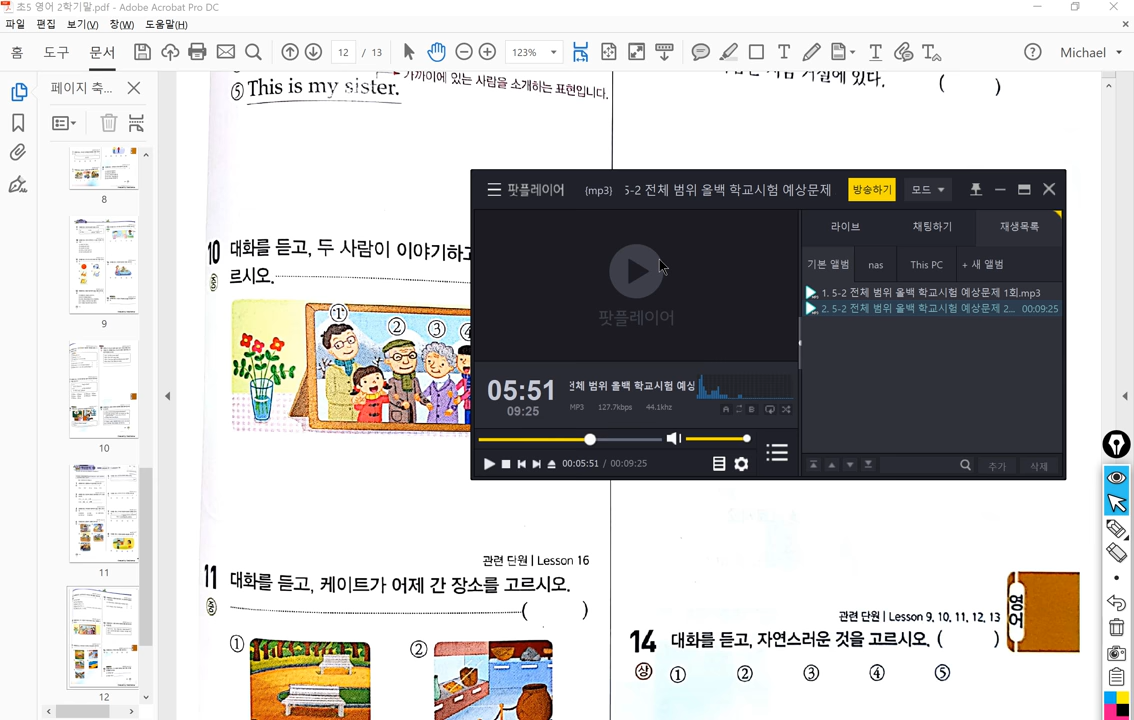 초5 영어 2학기말.pdf - Adobe Acrobat Pro DC
파일 편집 보기(V) 창(W) 도움말(H)
홈 도구 문서 12 / 13 123% Michael
페이지 축...
8
9
10
11
12
⑤ This is my sister.
가까이에 있는 사람을 소개하는 표현입니다.
있다. ( )
10 대화를 듣고, 두 사람이 이야기하고
르시오.
① ② ③
관련 단원 | Lesson 16
11 대화를 듣고, 케이트가 어제 간 장소를 고르시오.
( )
① ②
팟플레이어 {mp3} 5-2 전체 범위 올백 학교시험 예상문제 방송하기 모드
팟플레이어
라이브 채팅하기 재생목록
기본 앨범 nas This PC + 새 앨범
1. 5-2 전체 범위 올백 학교시험 예상문제 1회.mp3
2. 5-2 전체 범위 올백 학교시험 예상문제 2... 00:09:25
05:51
09:25
전체 범위 올백 학교시험 예상
MP3 127.7kbps 44.1khz
00:05:51 / 00:09:25
추가 삭제
영어
관련 단원 | Lesson 9, 10, 11, 12, 13
14 대화를 듣고, 자연스러운 것을 고르시오. ( )
상 ① ② ③ ④ ⑤